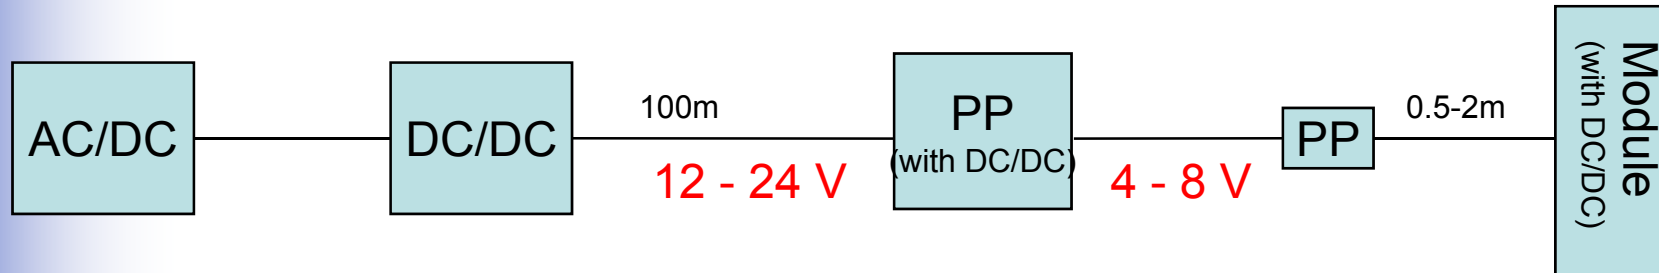 AC/DC
DC/DC
100m
12 - 24 V
PP
(with DC/DC)
4 - 8 V
PP
0.5-2m
Module
(with DC/DC)